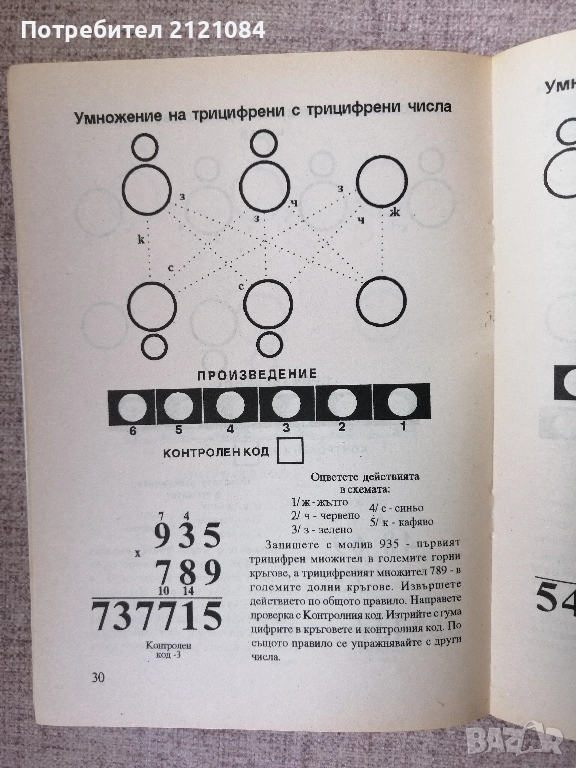 Потребител 2121084
Умножение на трицифрени с трицифрени числа
з з ж
з ч ч
k
с с
ПРОИЗВЕДЕНИЕ
6 5 4 3 2 1
КОНТРОЛЕН КОД
Оцветете действията
в схемата:
1/ ж - жълто
2/ ч - червено
3/ з - зелено
4/ с - синьо
5/ к - кафяво
7 4
935
x
789
10 14
737715
Контролен
код -3
Запишете с молив 935 - първият
трицифрен множител в големите горни
кръгове, а трицифреният множител 789 - в
големите долни кръгове. Извършете
действието по общото правило. Направете
проверка с Контролния код. Изтрийте с гума
цифрите в кръговете и контролния код. По
същото правило се упражнявайте с други
числа.
30
Умн
54
BAZAR